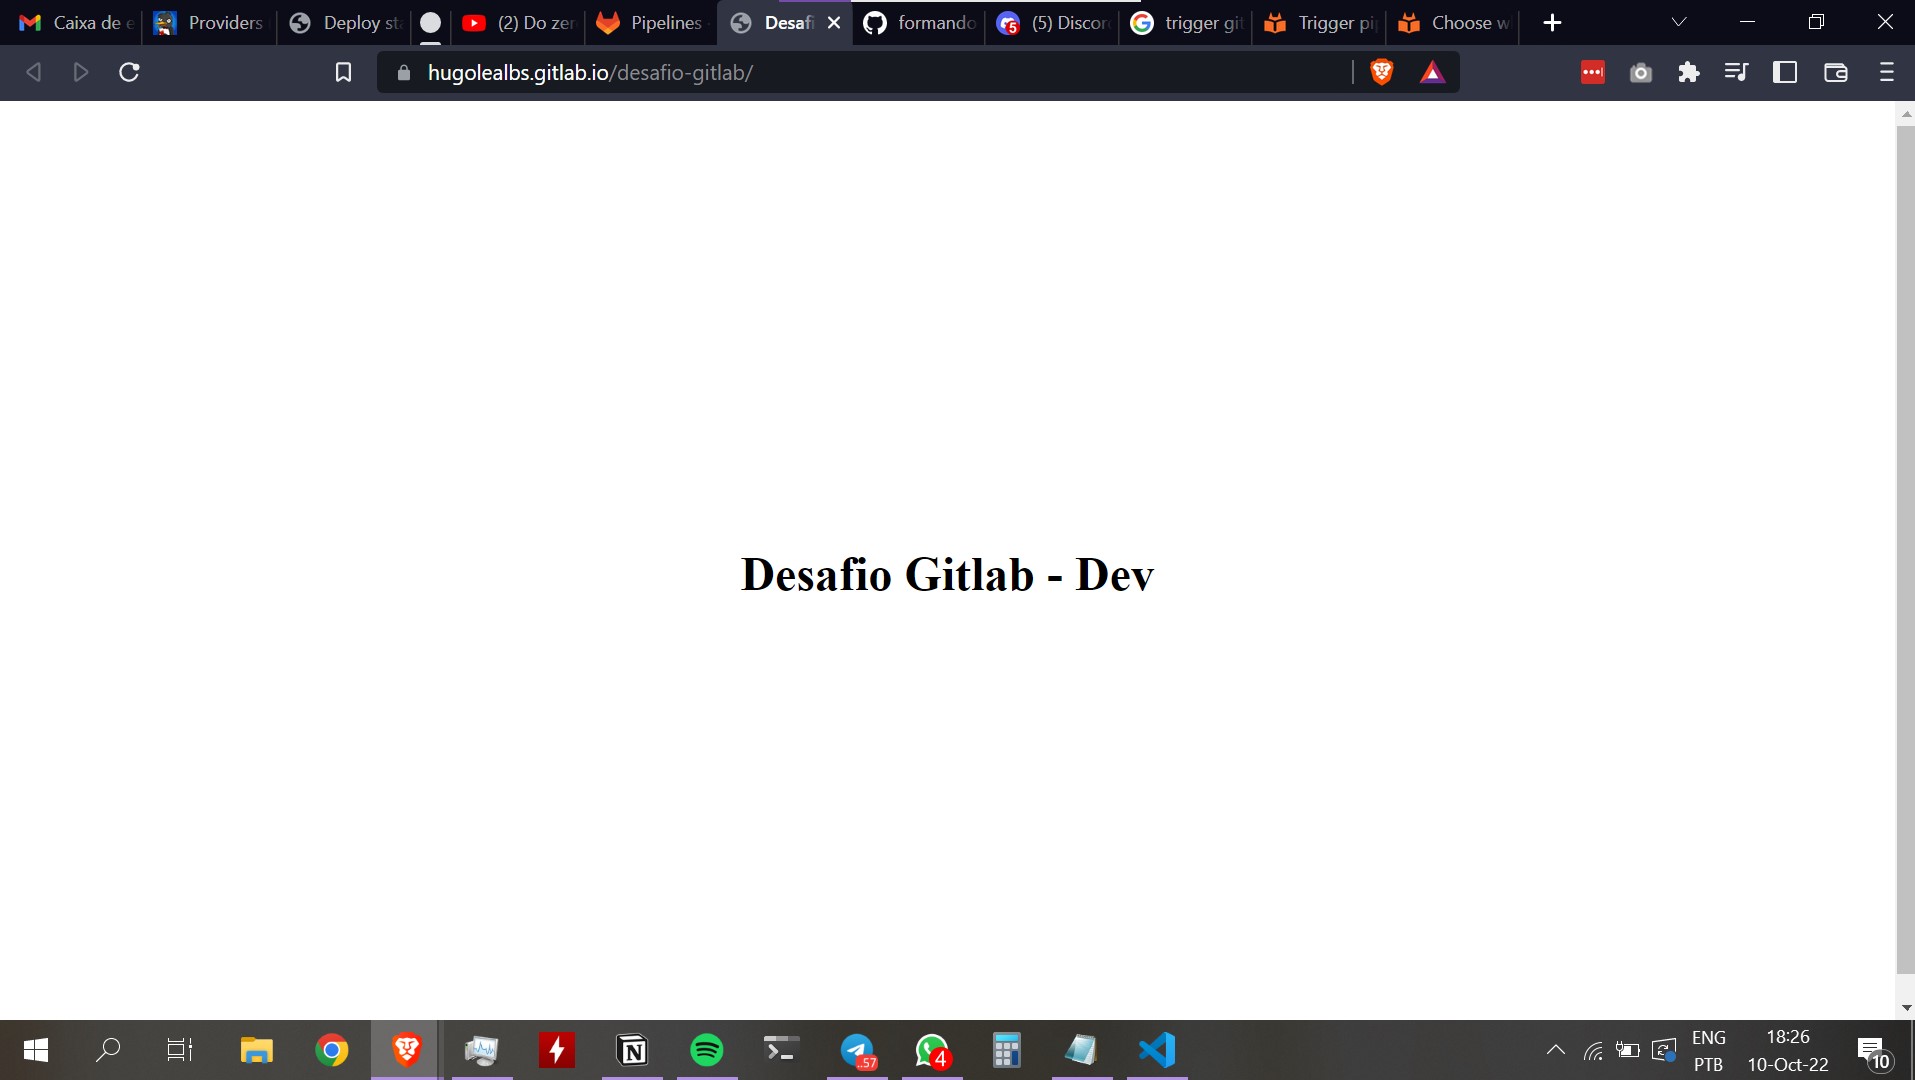 Caixa de e
Providers
Deploy sta
(2) Do zer
Pipelines
Desafi
formando
(5) Discor
trigger git
Trigger pi
Choose w
hugolealbs.gitlab.io/desafio-gitlab/
Desafio Gitlab - Dev
..57
4
ENG
PTB
18:26
10-Oct-22
10